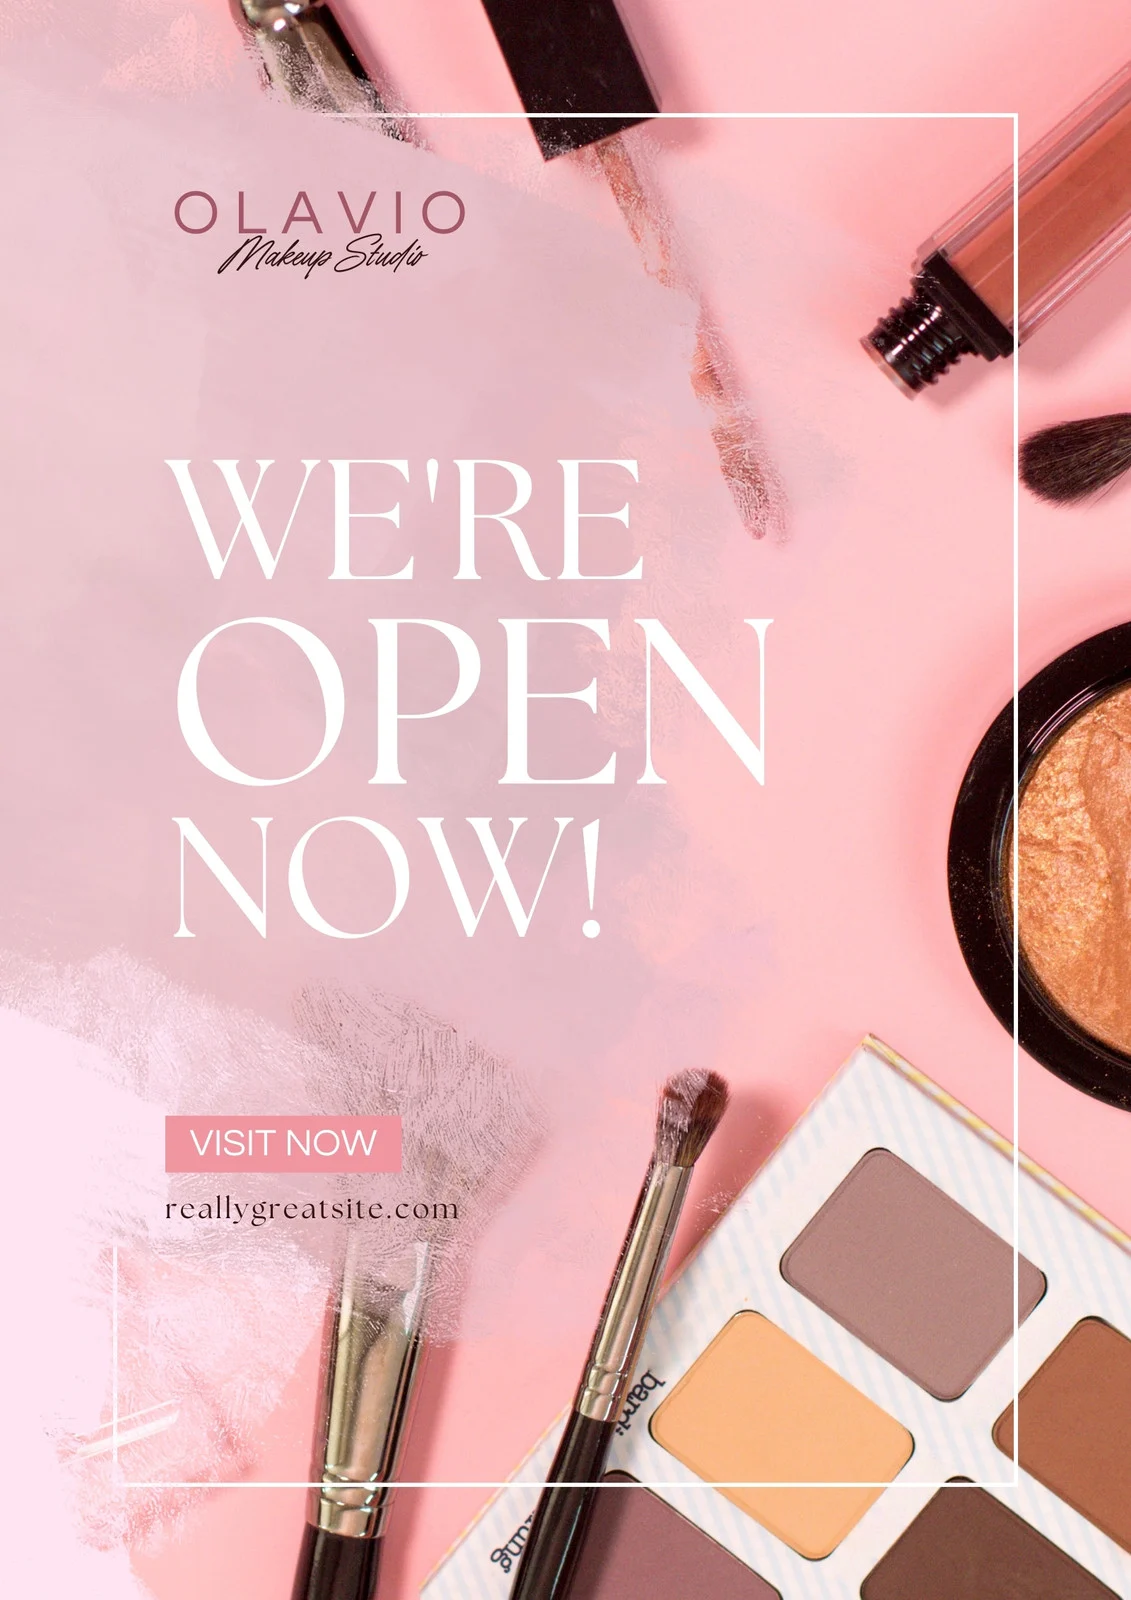 OLAVIO
Makeup Studio
WE'RE
OPEN
NOW!
VISIT NOW
reallygreatsite.com